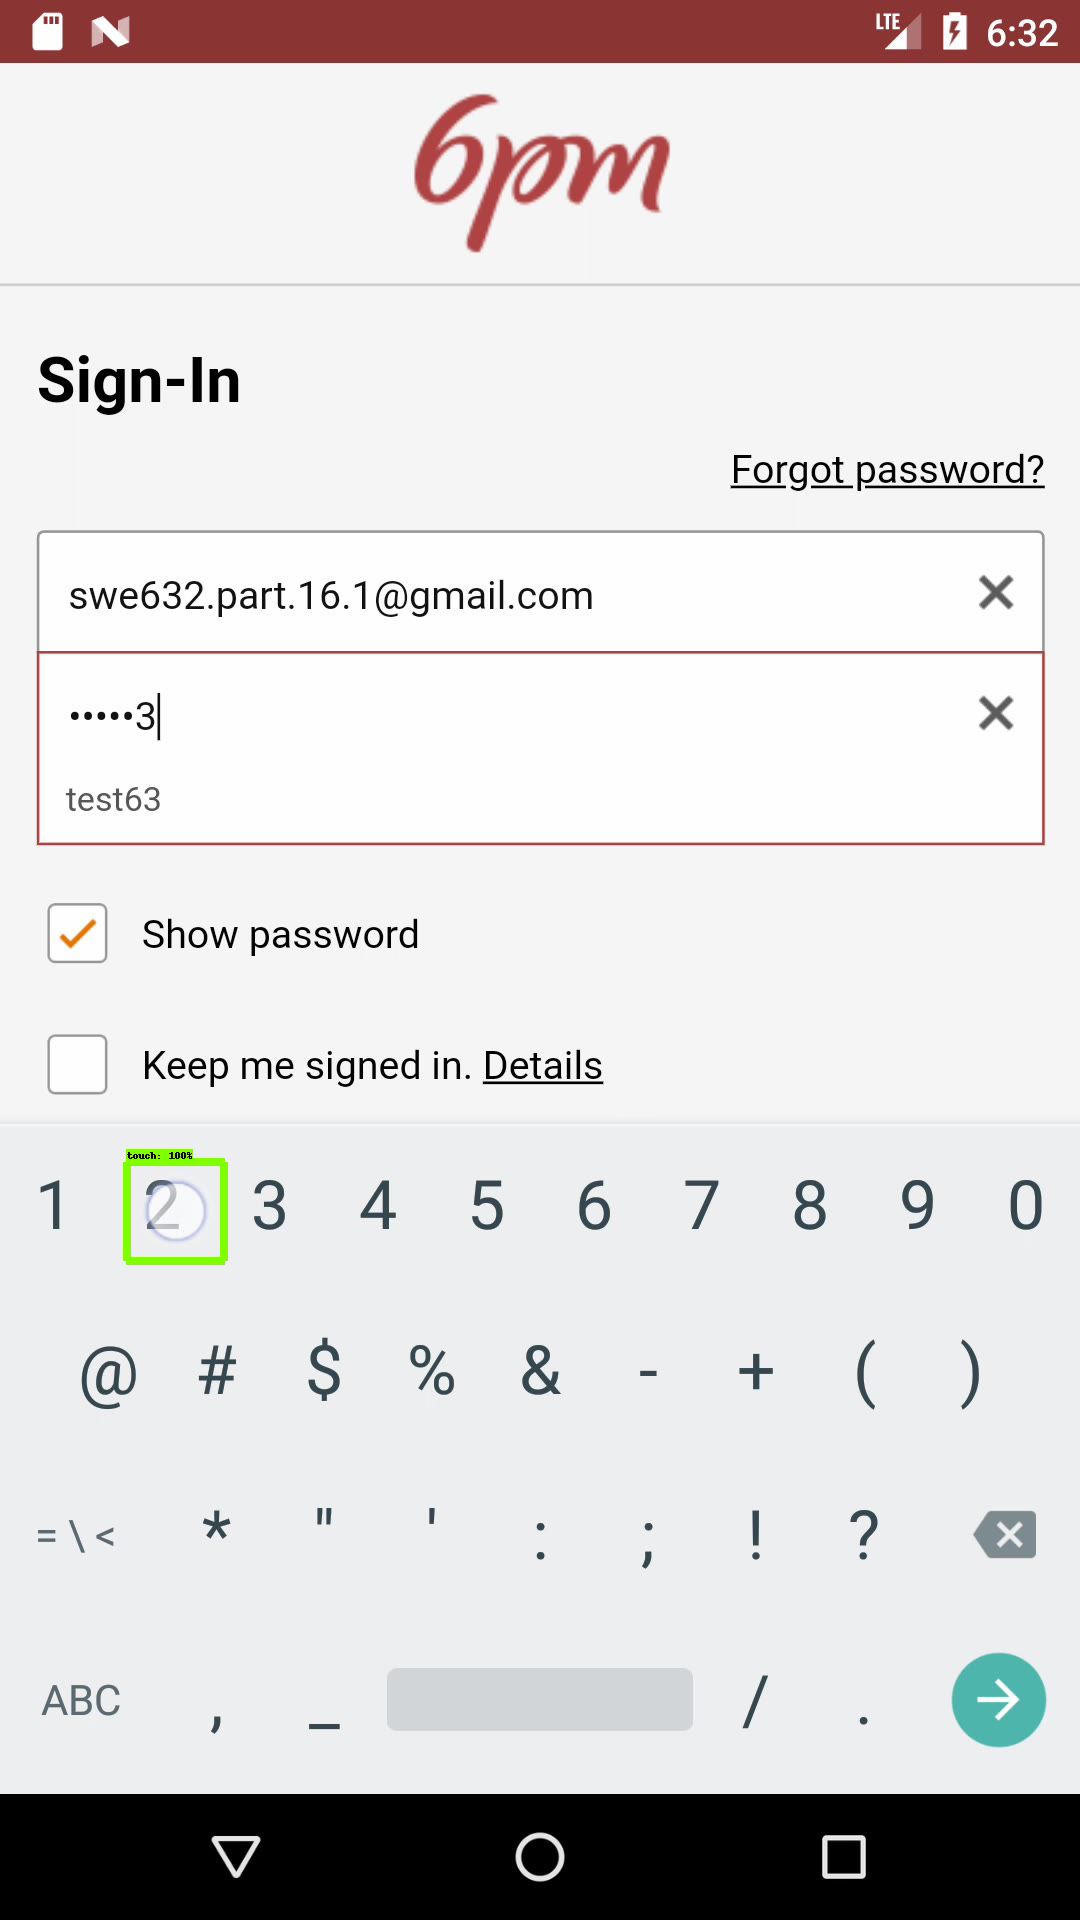 LTE 6:32
6pm
Sign-In
Forgot password?
swe632.part.16.1@gmail.com
•••••3
test63
Show password
Keep me signed in. Details
touch: 100%
1 2 3 4 5 6 7 8 9 0
@ # $ % & - + ( )
= \ < * " ' : ; ! ?
ABC , _ / .